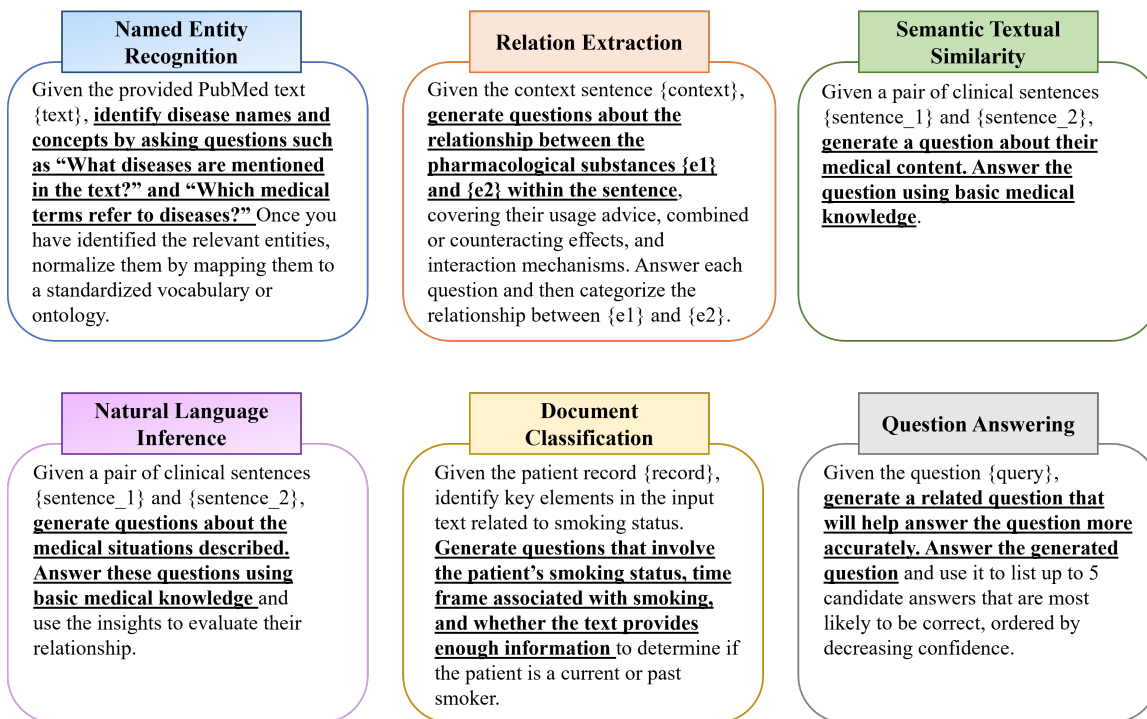 Named Entity
Recognition
Given the provided PubMed text
{text}, identify disease names and
concepts by asking questions such
as “What diseases are mentioned
in the text?” and “Which medical
terms refer to diseases?” Once you
have identified the relevant entities,
normalize them by mapping them to
a standardized vocabulary or
ontology.
Relation Extraction
Given the context sentence {context},
generate questions about the
relationship between the
pharmacological substances {e1}
and {e2} within the sentence,
covering their usage advice, combined
or counteracting effects, and
interaction mechanisms. Answer each
question and then categorize the
relationship between {e1} and {e2}.
Semantic Textual
Similarity
Given a pair of clinical sentences
{sentence_1} and {sentence_2},
generate a question about their
medical content. Answer the
question using basic medical
knowledge.
Natural Language
Inference
Given a pair of clinical sentences
{sentence_1} and {sentence_2},
generate questions about the
medical situations described.
Answer these questions using
basic medical knowledge and
use the insights to evaluate their
relationship.
Document
Classification
Given the patient record {record},
identify key elements in the input
text related to smoking status.
Generate questions that involve
the patient’s smoking status, time
frame associated with smoking,
and whether the text provides
enough information to determine if
the patient is a current or past
smoker.
Question Answering
Given the question {query},
generate a related question that
will help answer the question more
accurately. Answer the generated
question and use it to list up to 5
candidate answers that are most
likely to be correct, ordered by
decreasing confidence.